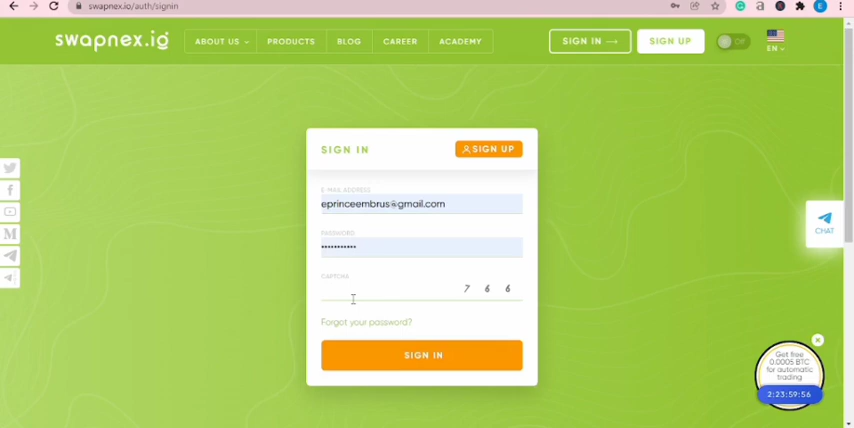 swapnex.io/auth/signin
E
swapnex.io
ABOUT US
PRODUCTS
BLOG
CAREER
ACADEMY
SIGN IN →
SIGN UP
Off
EN
SIGN IN
SIGN UP
E-MAIL ADDRESS
eprinceembrus@gmail.com
PASSWORD
•••••••••••
CAPTCHA
7 6 6
Forgot your password?
SIGN IN
CHAT
Get free
0.0005 BTC
for automatic
trading
2:23:59:56